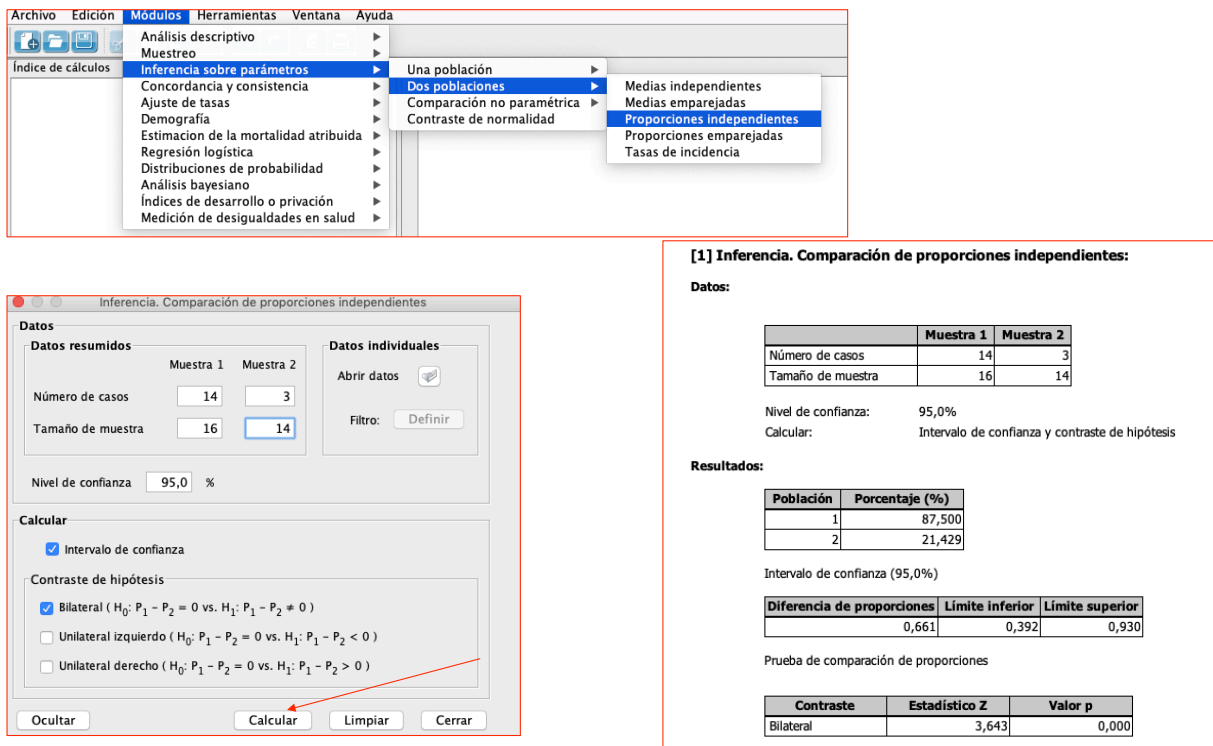 Archivo Edición Módulos Herramientas Ventana Ayuda
Índice de cálculos
Análisis descriptivo
Muestreo
Inferencia sobre parámetros
Concordancia y consistencia
Ajuste de tasas
Demografía
Estimacion de la mortalidad atribuida
Regresión logística
Distribuciones de probabilidad
Análisis bayesiano
Índices de desarrollo o privación
Medición de desigualdades en salud
Una población
Dos poblaciones
Comparación no paramétrica
Contraste de normalidad
Medias independientes
Medias emparejadas
Proporciones independientes
Proporciones emparejadas
Tasas de incidencia
Inferencia. Comparación de proporciones independientes
Datos
Datos resumidos
Muestra 1 Muestra 2
Número de casos 14 3
Tamaño de muestra 16 14
Datos individuales
Abrir datos
Filtro: Definir
Nivel de confianza 95,0 %
Calcular
Intervalo de confianza
Contraste de hipótesis
Bilateral ( H0: P1 - P2 = 0 vs. H1: P1 - P2 ≠ 0 )
Unilateral izquierdo ( H0: P1 - P2 = 0 vs. H1: P1 - P2 < 0 )
Unilateral derecho ( H0: P1 - P2 = 0 vs. H1: P1 - P2 > 0 )
Ocultar Calcular Limpiar Cerrar
[1] Inferencia. Comparación de proporciones independientes:
Datos:
Muestra 1 Muestra 2
Número de casos 14 3
Tamaño de muestra 16 14
Nivel de confianza: 95,0%
Calcular: Intervalo de confianza y contraste de hipótesis
Resultados:
Población Porcentaje (%)
1 87,500
2 21,429
Intervalo de confianza (95,0%)
Diferencia de proporciones Límite inferior Límite superior
0,661 0,392 0,930
Prueba de comparación de proporciones
Contraste Estadístico Z Valor p
Bilateral 3,643 0,000